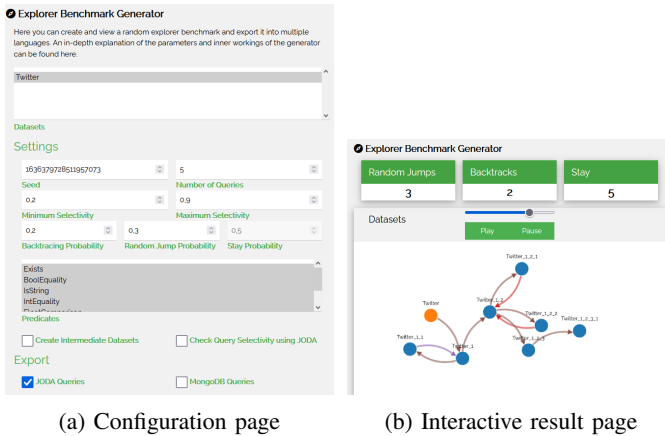 Explorer Benchmark Generator
Here you can create and view a random explorer benchmark and export it into multiple
languages. An in-depth explanation of the parameters and inner workings of the generator
can be found here.
Twitter
Datasets
Settings
1636379728511957073 5
Seed Number of Queries
0,2 0,9
Minimum Selectivity Maximum Selectivity
0,2 0,3 0,5
Backtracing Probability Random Jump Probability Stay Probability
Exists
BoolEquality
IsString
IntEquality
FloatComparison
Predicates
Create Intermediate Datasets Check Query Selectivity using JODA
Export
JODA Queries MongoDB Queries
(a) Configuration page
Explorer Benchmark Generator
Random Jumps Backtracks Stay
3 2 5
Datasets
Play Pause
Twitter_1_2_1
Twitter Twitter_1_2
Twitter_1_2_2 Twitter_1_2_3_1
Twitter_1_1 Twitter_1 Twitter_1_2_3
(b) Interactive result page